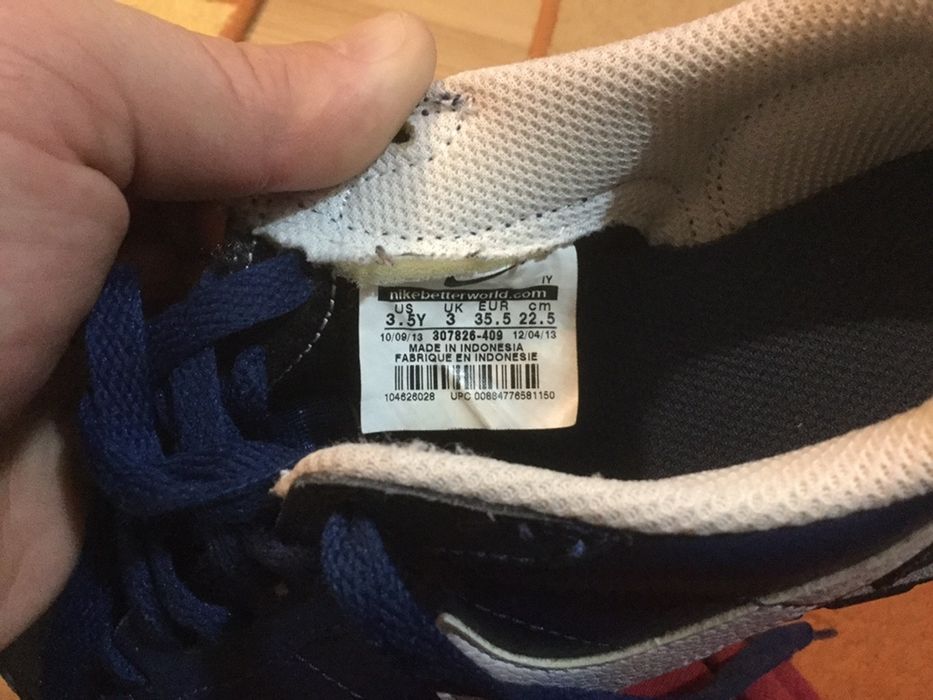 IY
nikebetterworld.com
US UK EUR cm
3.5Y 3 35.5 22.5
10/09/13 307826-409 12/04/13
MADE IN INDONESIA
FABRIQUE EN INDONESIE
104626028 UPC 00884776581150